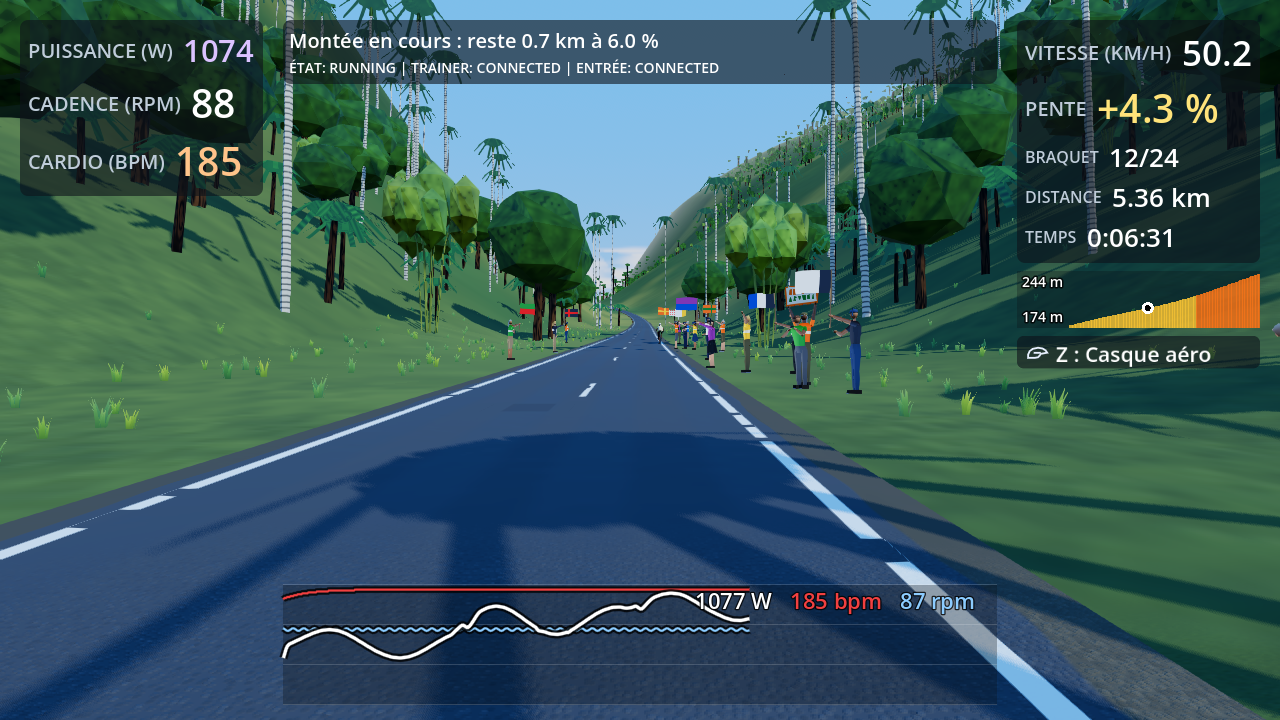 PUISSANCE (W) 1074
CADENCE (RPM) 88
CARDIO (BPM) 185
Montée en cours : reste 0.7 km à 6.0 %
ÉTAT: RUNNING | TRAINER: CONNECTED | ENTRÉE: CONNECTED
VITESSE (KM/H) 50.2
PENTE +4.3 %
BRAQUET 12/24
DISTANCE 5.36 km
TEMPS 0:06:31
244 m
174 m
Z : Casque aéro
1077 W 185 bpm 87 rpm